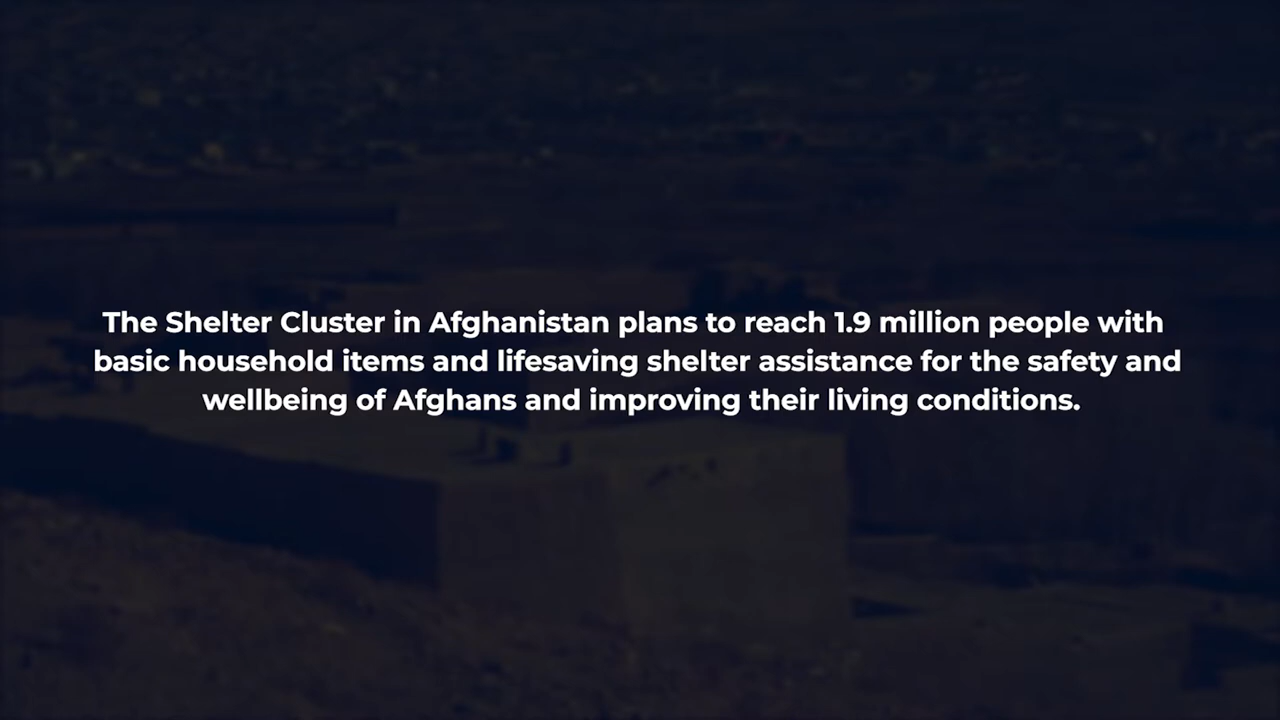 The Shelter Cluster in Afghanistan plans to reach 1.9 million people with
basic household items and lifesaving shelter assistance for the safety and
wellbeing of Afghans and improving their living conditions.